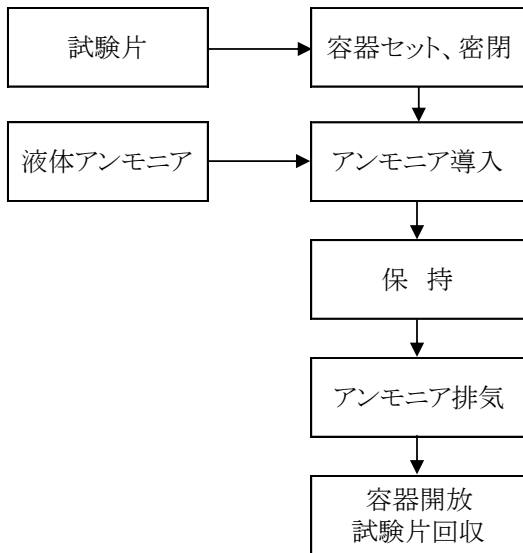 試験片
容器セット、密閉
液体アンモニア
アンモニア導入
保 持
アンモニア排気
容器開放
試験片回収